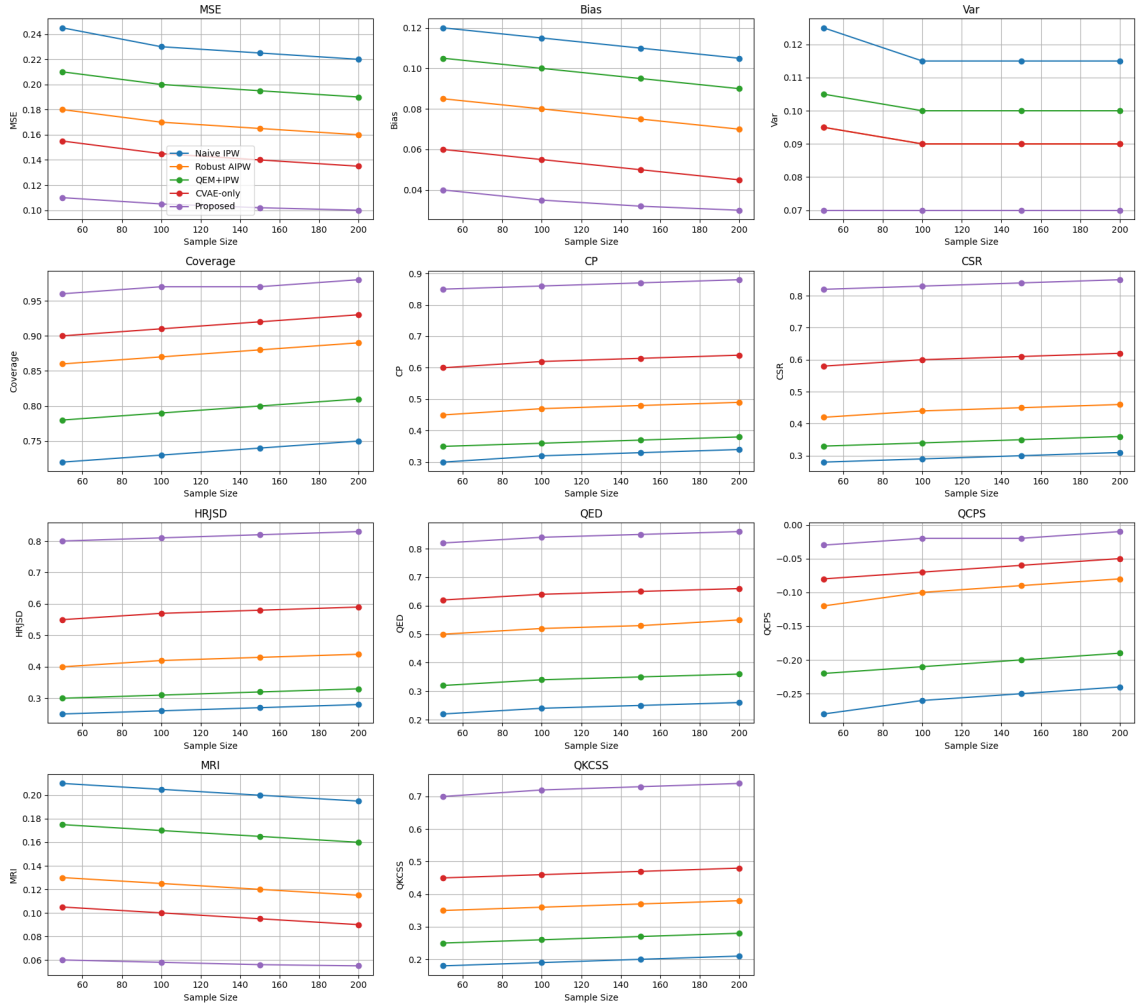 MSE
MSE
0.24
0.22
0.20
0.18
0.16
0.14
0.12
0.10
Naive IPW
Robust AIPW
QEM+IPW
CVAE-only
Proposed
60 80 100 120 140 160 180 200
Sample Size
Bias
Bias
0.12
0.10
0.08
0.06
0.04
60 80 100 120 140 160 180 200
Sample Size
Var
Var
0.12
0.11
0.10
0.09
0.08
0.07
60 80 100 120 140 160 180 200
Sample Size
Coverage
Coverage
0.95
0.90
0.85
0.80
0.75
60 80 100 120 140 160 180 200
Sample Size
CP
CP
0.9
0.8
0.7
0.6
0.5
0.4
0.3
60 80 100 120 140 160 180 200
Sample Size
CSR
CSR
0.8
0.7
0.6
0.5
0.4
0.3
60 80 100 120 140 160 180 200
Sample Size
HRJSD
HRJSD
0.8
0.7
0.6
0.5
0.4
0.3
60 80 100 120 140 160 180 200
Sample Size
QED
QED
0.8
0.7
0.6
0.5
0.4
0.3
0.2
60 80 100 120 140 160 180 200
Sample Size
QCPS
QCPS
0.00
−0.05
−0.10
−0.15
−0.20
−0.25
60 80 100 120 140 160 180 200
Sample Size
MRI
MRI
0.20
0.18
0.16
0.14
0.12
0.10
0.08
0.06
60 80 100 120 140 160 180 200
Sample Size
QKCSS
QKCSS
0.7
0.6
0.5
0.4
0.3
0.2
60 80 100 120 140 160 180 200
Sample Size